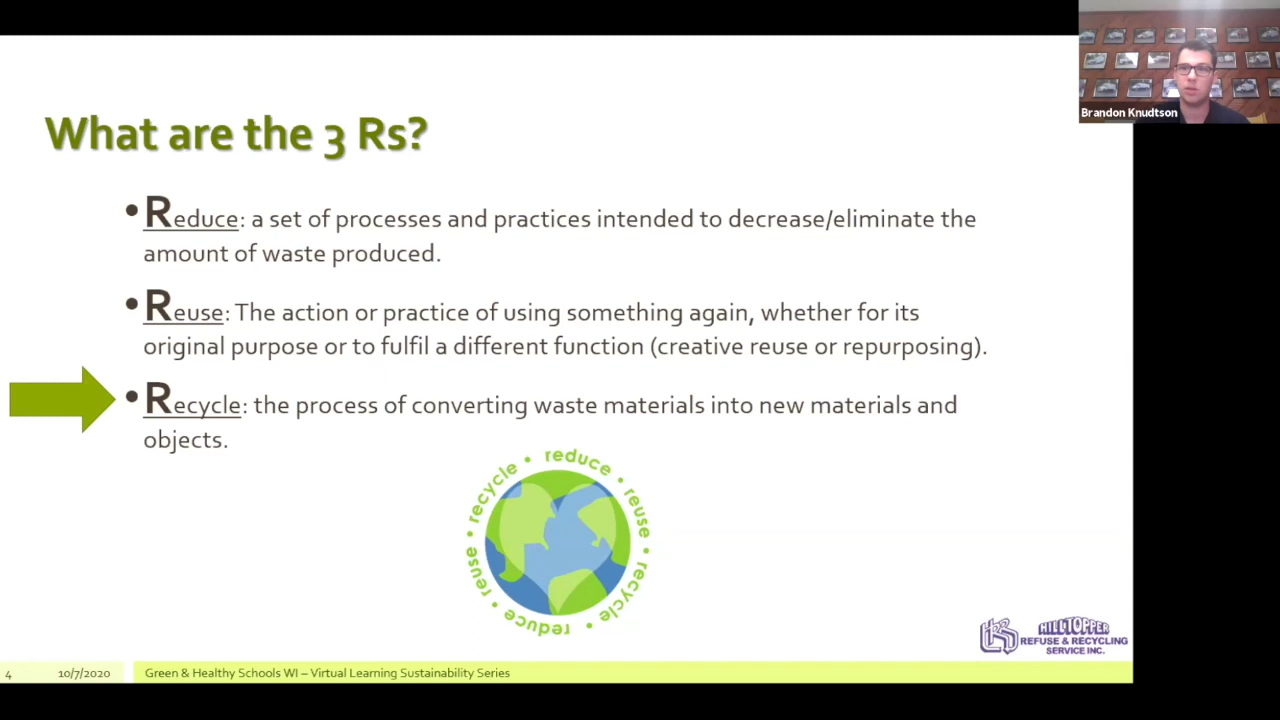 Brandon Knudtson
What are the 3 Rs?
•Reduce: a set of processes and practices intended to decrease/eliminate the
amount of waste produced.
•Reuse: The action or practice of using something again, whether for its
original purpose or to fulfil a different function (creative reuse or repurposing).
•Recycle: the process of converting waste materials into new materials and
objects.
reduce • reuse • recycle • reduce • reuse • recycle •
HILLTOPPER
REFUSE & RECYCLING
SERVICE INC.
4 10/7/2020 Green & Healthy Schools WI – Virtual Learning Sustainability Series